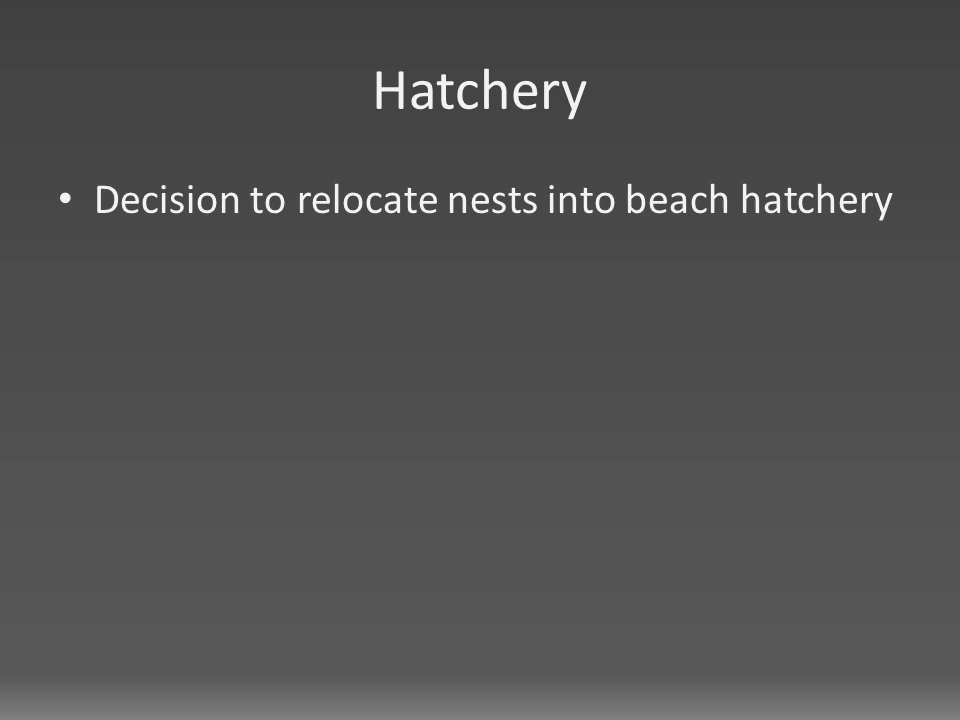 Hatchery
• Decision to relocate nests into beach hatchery